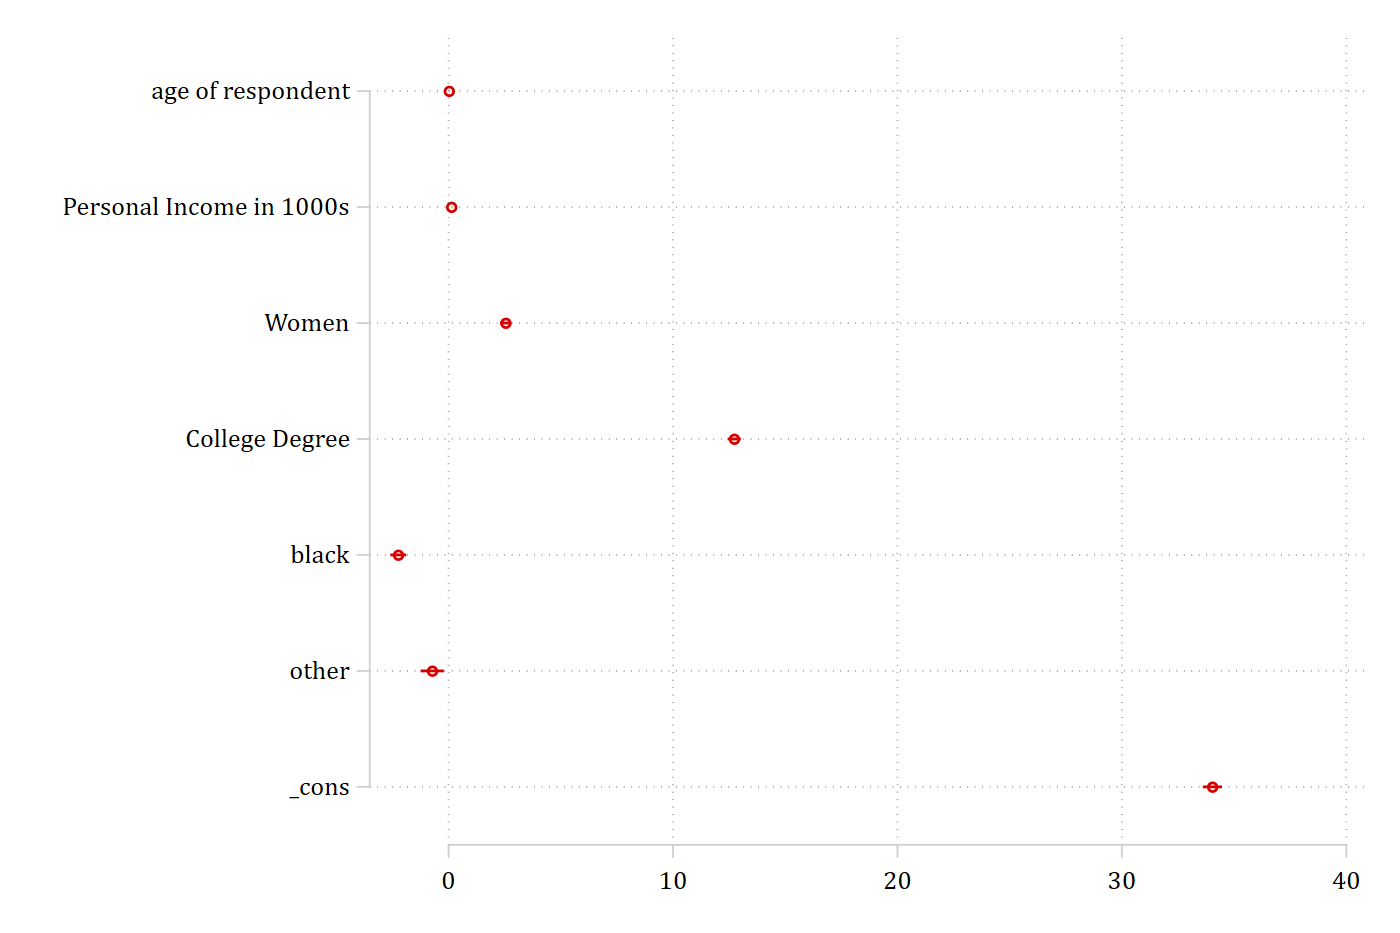 age of respondent
Personal Income in 1000s
Women
College Degree
black
other
_cons
0 10 20 30 40